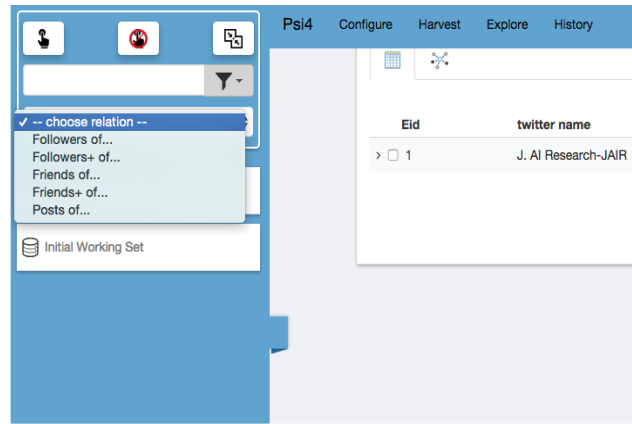 Psi4 Configure Harvest Explore History
-- choose relation --
Followers of...
Followers+ of...
Friends of...
Friends+ of...
Posts of...
Initial Working Set
Eid twitter name
1 J. AI Research-JAIR